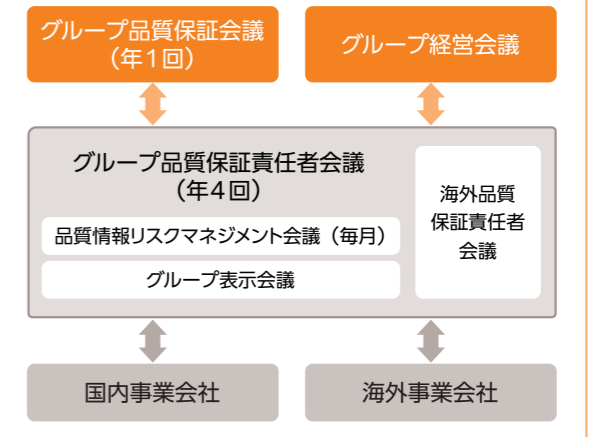 グループ品質保証会議
（年1回）
グループ経営会議
グループ品質保証責任者会議
（年4回）
品質情報リスクマネジメント会議（毎月）
グループ表示会議
海外品質
保証責任者
会議
国内事業会社
海外事業会社